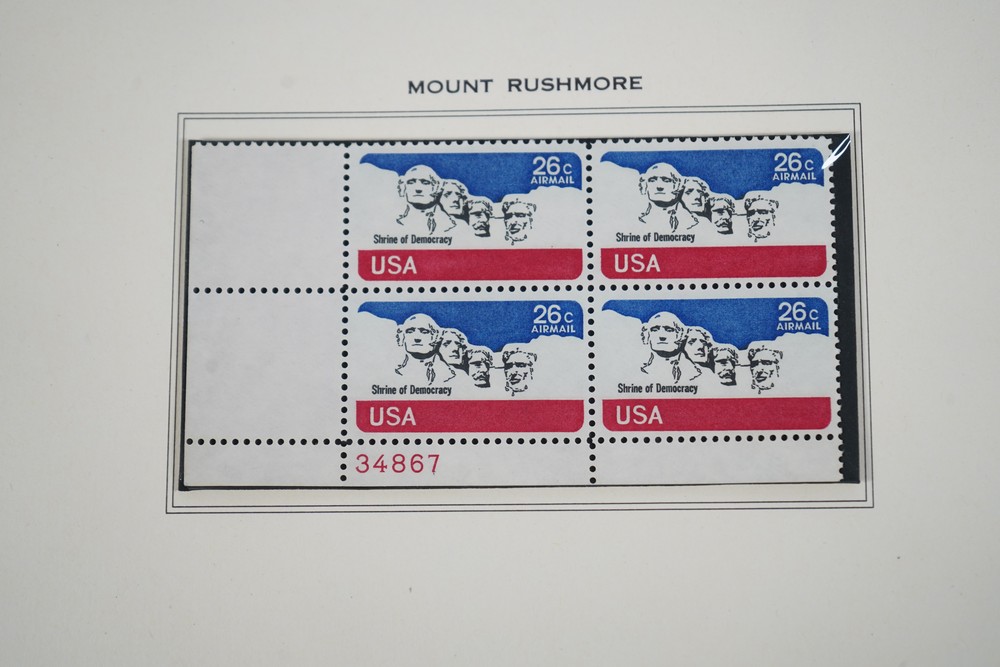 MOUNT RUSHMORE
26c
AIRMAIL
Shrine of Democracy
USA
26c
AIRMAIL
Shrine of Democracy
USA
26c
AIRMAIL
Shrine of Democracy
USA
26c
AIRMAIL
Shrine of Democracy
USA
34867